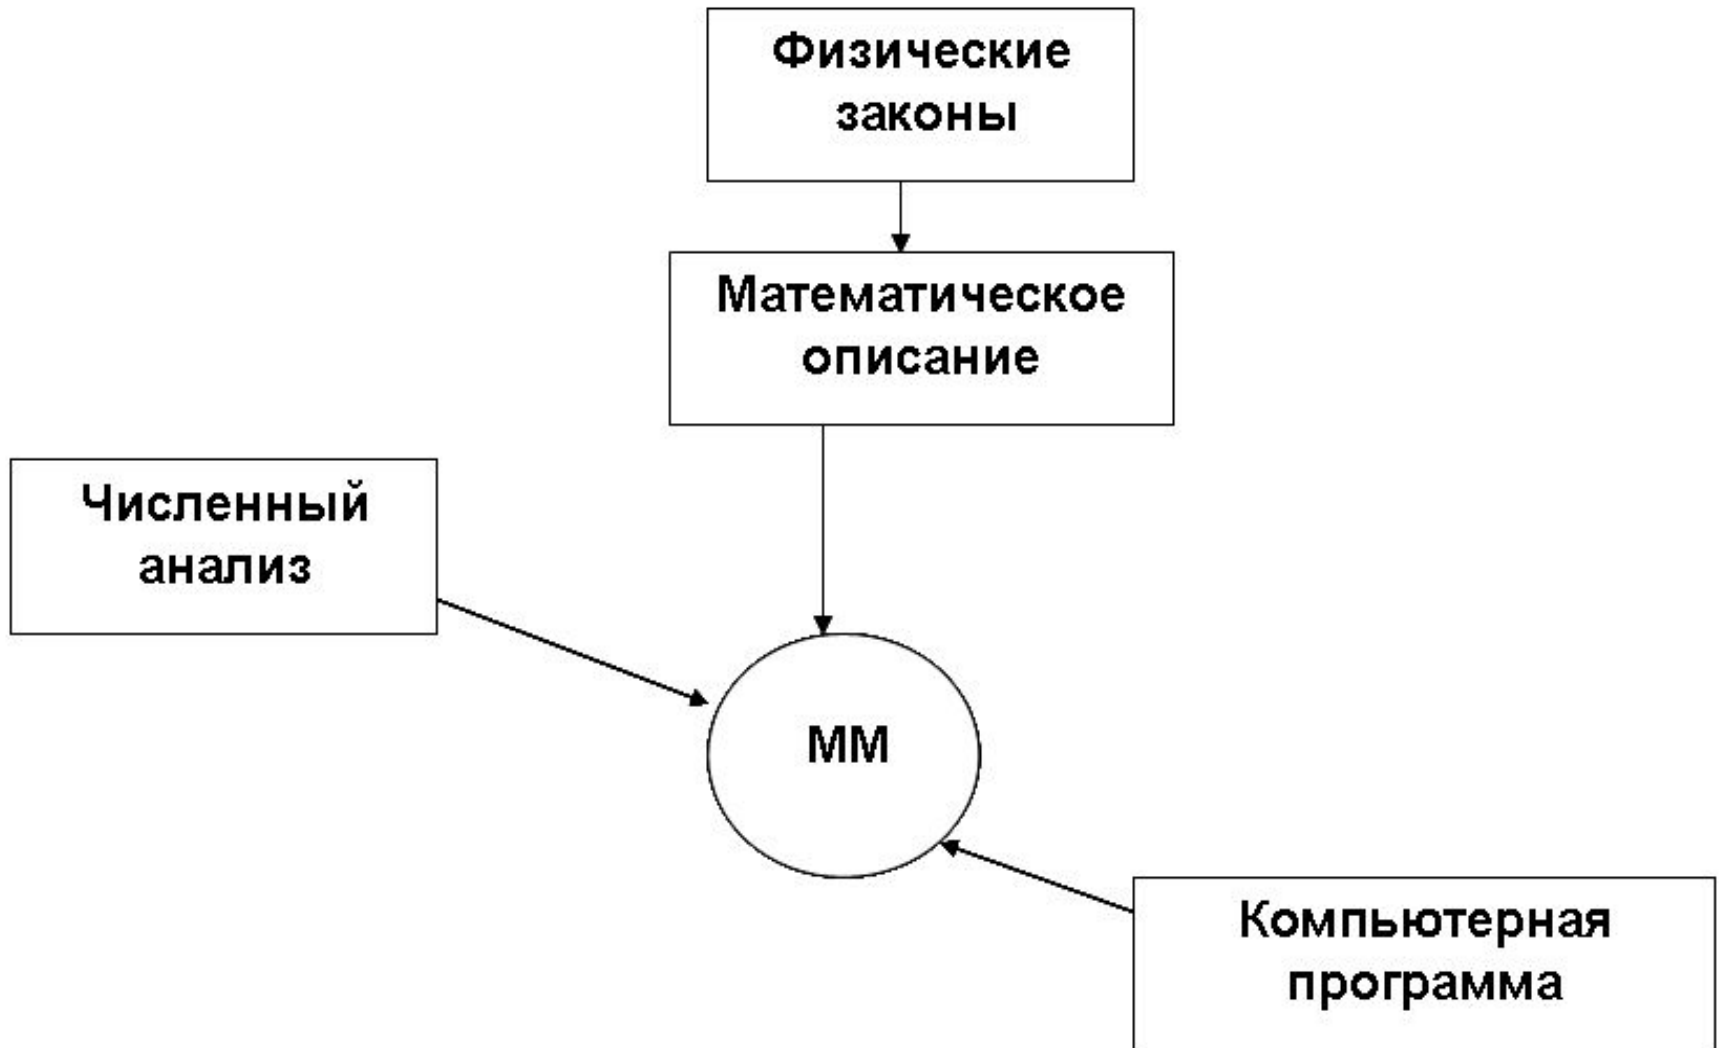 Физические
законы
Математическое
описание
Численный
анализ
ММ
Компьютерная
программа